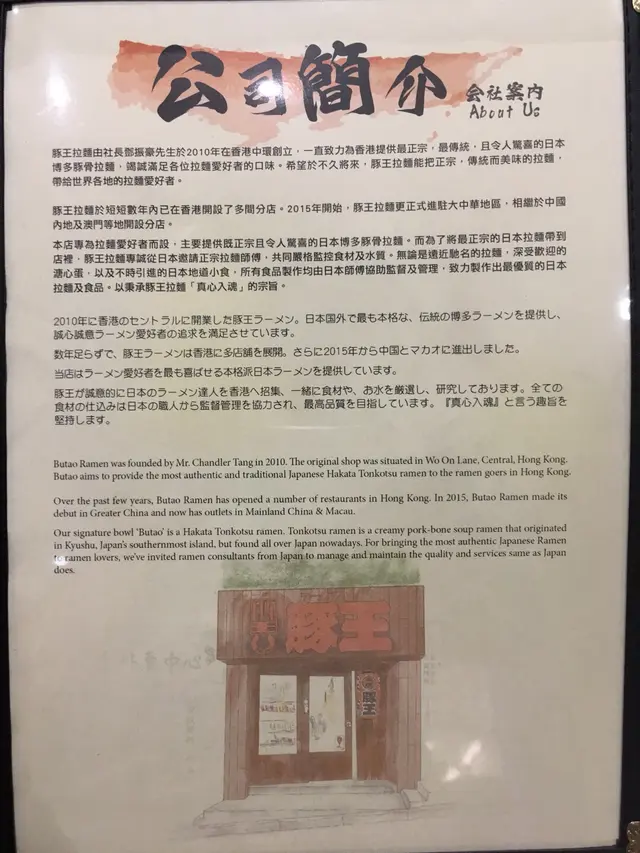 公司簡介
会社案内
About Us
豚王拉麵由社長鄧振豪先生於2010年在香港中環創立，一直致力為香港提供最正宗，最傳統，且令人驚喜的日本
博多豚骨拉麵，竭誠滿足各位拉麵愛好者的口味。希望於不久將來，豚王拉麵能把正宗，傳統而美味的拉麵，
帶給世界各地的拉麵愛好者。
豚王拉麵於短短數年內已在香港開設了多間分店。2015年開始，豚王拉麵更正式進駐大中華地區，相繼於中國
內地及澳門等地開設分店。
本店專為拉麵愛好者而設，主要提供既正宗且令人驚喜的日本博多豚骨拉麵。而為了將最正宗的日本拉麵帶到
店裡，豚王拉麵專誠從日本邀請正宗拉麵師傅，共同嚴格監控食材及水質。無論是遠近馳名的拉麵，深受歡迎的
溏心蛋，以及不時引進的日本地道小食，所有食品製作均由日本師傅協助監督及管理，致力製作出最優質的日本
拉麵及食品。以秉承豚王拉麵「真心入魂」的宗旨。
2010年に香港のセントラルに開業した豚王ラーメン。日本国外で最も本格な、伝統の博多ラーメンを提供し、
誠心誠意ラーメン愛好者の追求を満足させています。
数年足らずで、豚王ラーメンは香港に多店舗を展開。さらに2015年から中国とマカオに進出しました。
当店はラーメン愛好者を最も喜ばせる本格派日本ラーメンを提供しています。
豚王が誠意的に日本のラーメン達人を香港へ招集、一緒に食材や、お水を厳選し、研究しております。全ての
食材の仕込みは日本の職人から監督管理を協力され、最高品質を目指しています。『真心入魂』と言う趣旨を
堅持します。
Butao Ramen was founded by Mr. Chandler Tang in 2010. The original shop was situated in Wo On Lane, Central, Hong Kong.
Butao aims to provide the most authentic and traditional Japanese Hakata Tonkotsu ramen to the ramen goers in Hong Kong.
Over the past few years, Butao Ramen has opened a number of restaurants in Hong Kong. In 2015, Butao Ramen made its
debut in Greater China and now has outlets in Mainland China & Macau.
Our signature bowl 'Butao' is a Hakata Tonkotsu ramen. Tonkotsu ramen is a creamy pork-bone soup ramen that originated
in Kyushu, Japan's southernmost island, but found all over Japan nowadays. For bringing the most authentic Japanese Ramen
to ramen lovers, we've invited ramen consultants from Japan to manage and maintain the quality and services same as Japan
does.
豚王
豚王